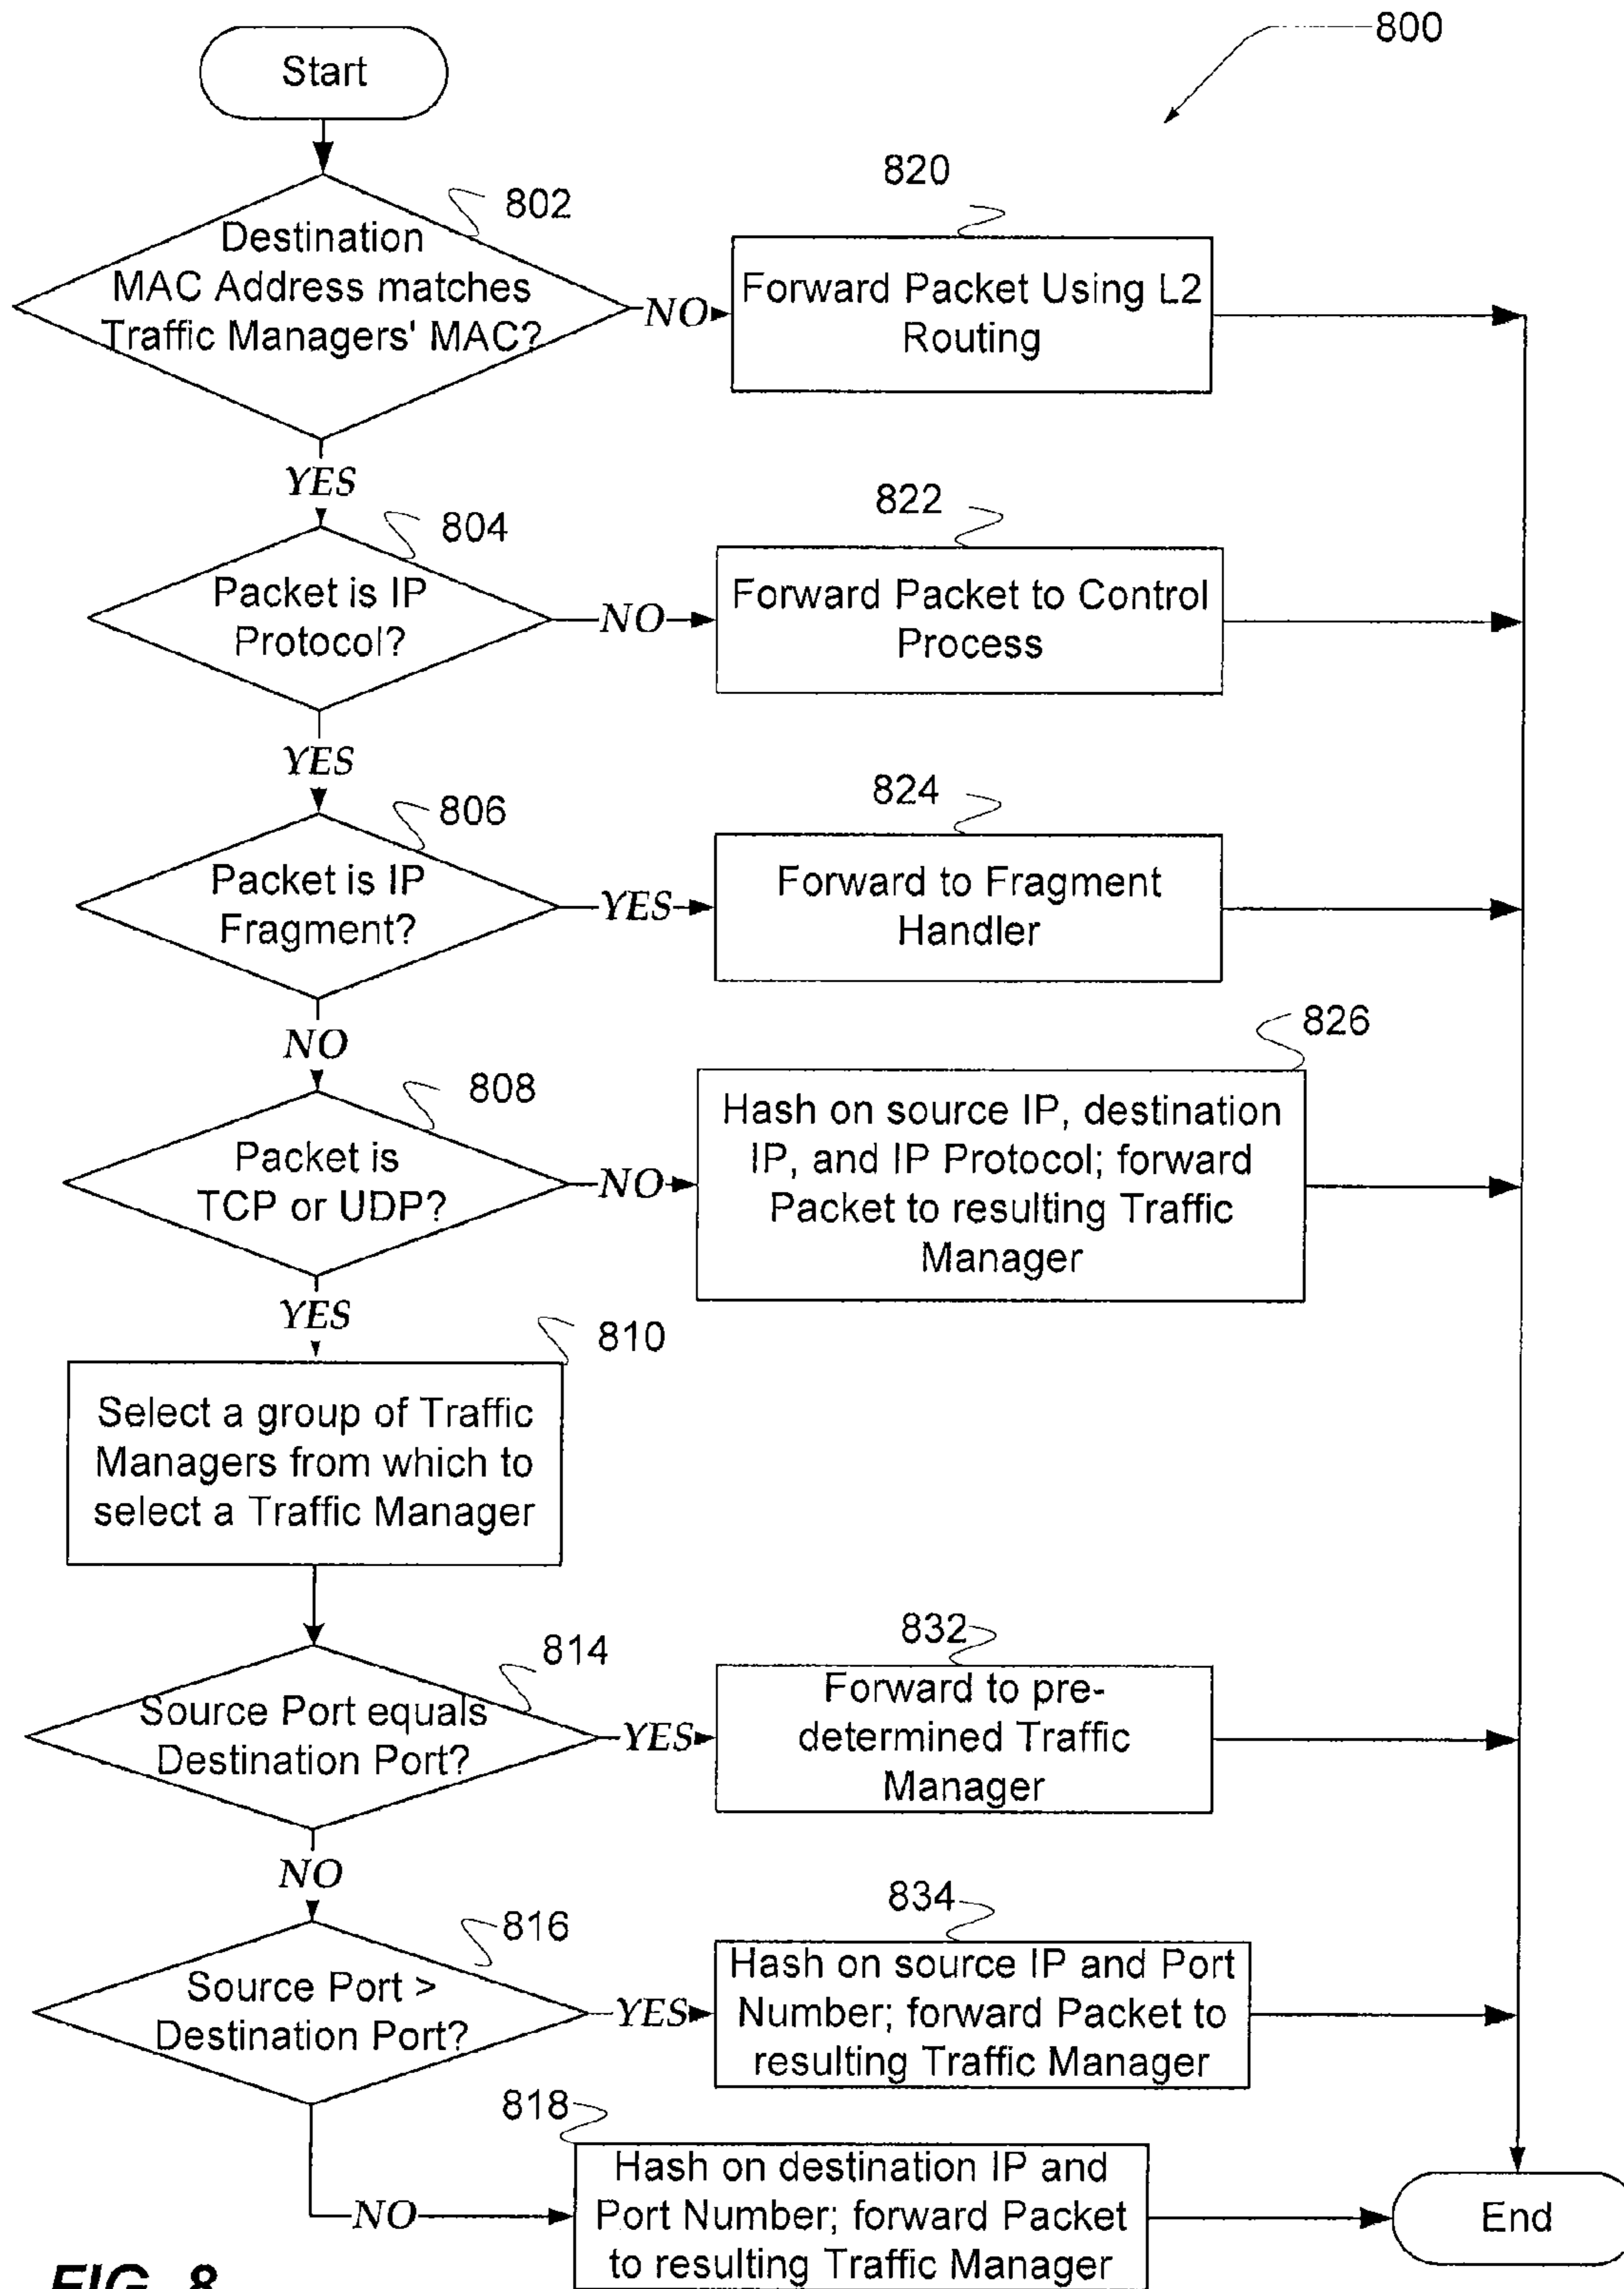 800
Start
802
Destination
MAC Address matches
Traffic Managers' MAC?
NO
820
Forward Packet Using L2
Routing
YES
804
Packet is IP
Protocol?
NO
822
Forward Packet to Control
Process
YES
806
Packet is IP
Fragment?
YES
824
Forward to Fragment
Handler
NO
808
Packet is
TCP or UDP?
NO
826
Hash on source IP, destination
IP, and IP Protocol; forward
Packet to resulting Traffic
Manager
YES
810
Select a group of Traffic
Managers from which to
select a Traffic Manager
814
Source Port equals
Destination Port?
YES
832
Forward to pre-
determined Traffic
Manager
NO
816
Source Port >
Destination Port?
YES
834
Hash on source IP and Port
Number; forward Packet to
resulting Traffic Manager
NO
818
Hash on destination IP and
Port Number; forward Packet
to resulting Traffic Manager
End
FIG. 8